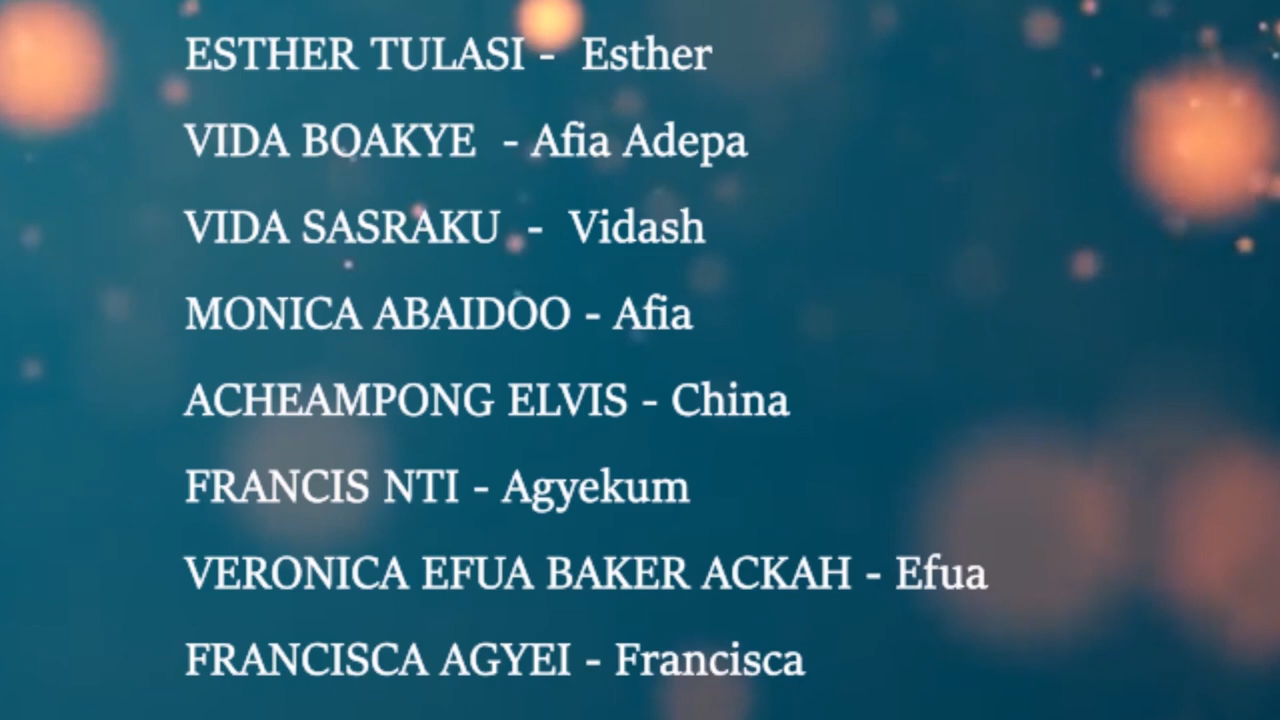 ESTHER TULASI - Esther
VIDA BOAKYE - Afia Adepa
VIDA SASRAKU - Vidash
MONICA ABAIDOO - Afia
ACHEAMPONG ELVIS - China
FRANCIS NTI - Agyekum
VERONICA EFUA BAKER ACKAH - Efua
FRANCISCA AGYEI - Francisca